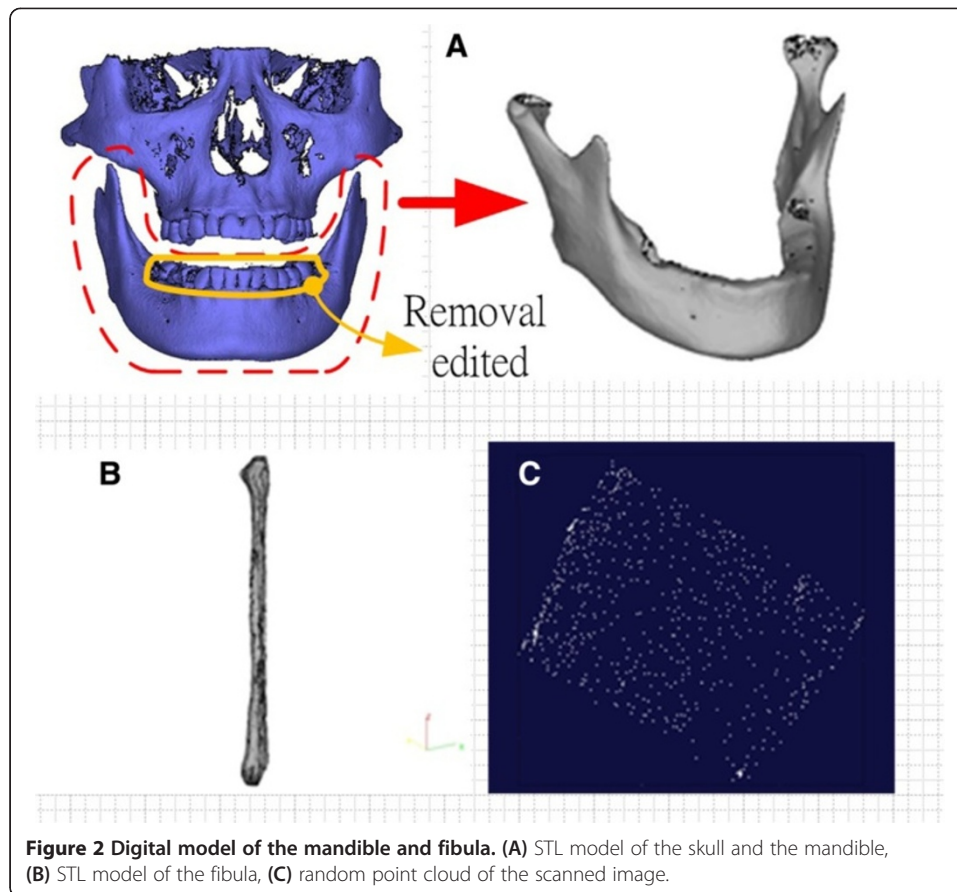 A
Removal
edited
B
C
Figure 2 Digital model of the mandible and fibula. (A) STL model of the skull and the mandible,
(B) STL model of the fibula, (C) random point cloud of the scanned image.